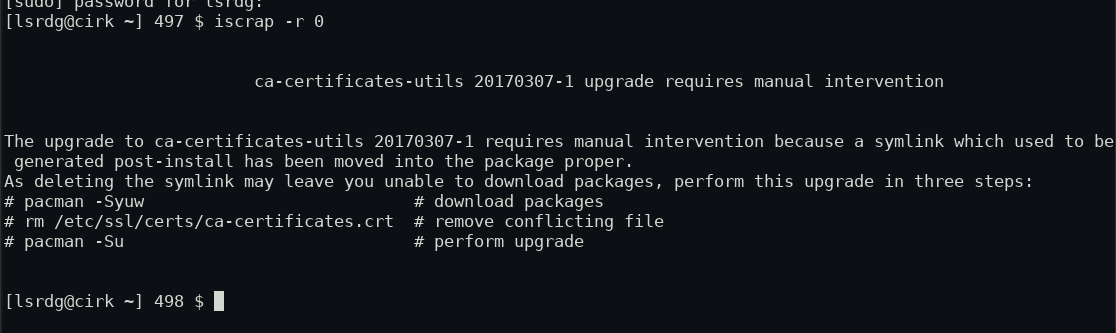 [sudo] password for lsrdg:
[lsrdg@cirk ~] 497 $ iscrap -r 0
ca-certificates-utils 20170307-1 upgrade requires manual intervention
The upgrade to ca-certificates-utils 20170307-1 requires manual intervention because a symlink which used to be
generated post-install has been moved into the package proper.
As deleting the symlink may leave you unable to download packages, perform this upgrade in three steps:
# pacman -Syuw                           # download packages
# rm /etc/ssl/certs/ca-certificates.crt  # remove conflicting file
# pacman -Su                             # perform upgrade
[lsrdg@cirk ~] 498 $